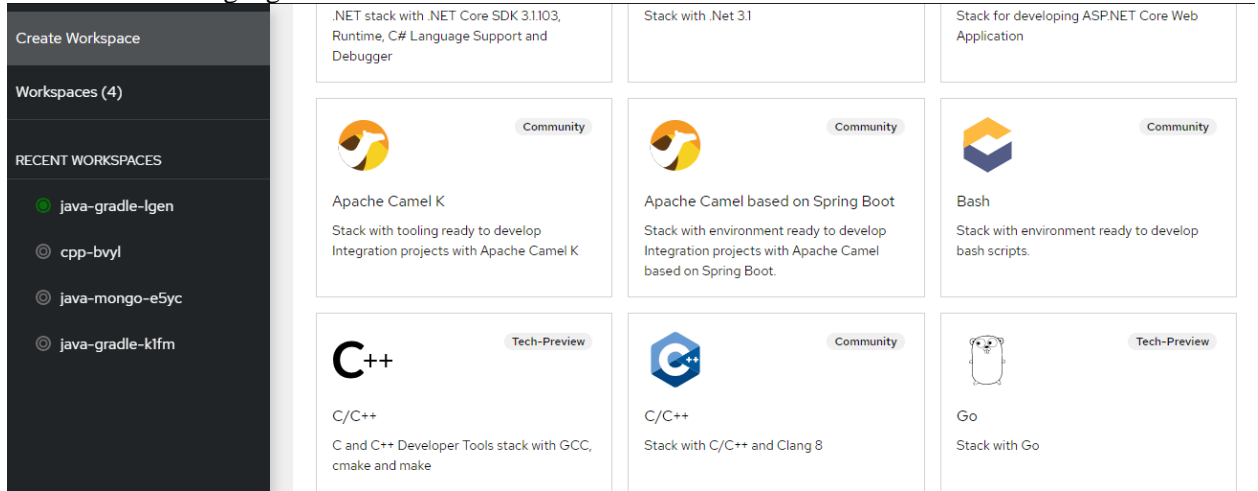 Create Workspace
Workspaces (4)
RECENT WORKSPACES
java-gradle-lgen
cpp-bvyl
java-mongo-e5yc
java-gradle-k1fm
.NET stack with .NET Core SDK 3.1.103,
Runtime, C# Language Support and
Debugger
Stack with .Net 3.1
Stack for developing ASP.NET Core Web
Application
Community
Apache Camel K
Stack with tooling ready to develop
Integration projects with Apache Camel K
Community
Apache Camel based on Spring Boot
Stack with environment ready to develop
Integration projects with Apache Camel
based on Spring Boot.
Community
Bash
Stack with environment ready to develop
bash scripts.
Tech-Preview
C++
C/C++
C and C++ Developer Tools stack with GCC,
cmake and make
Community
C++
C/C++
Stack with C/C++ and Clang 8
Tech-Preview
Go
Stack with Go